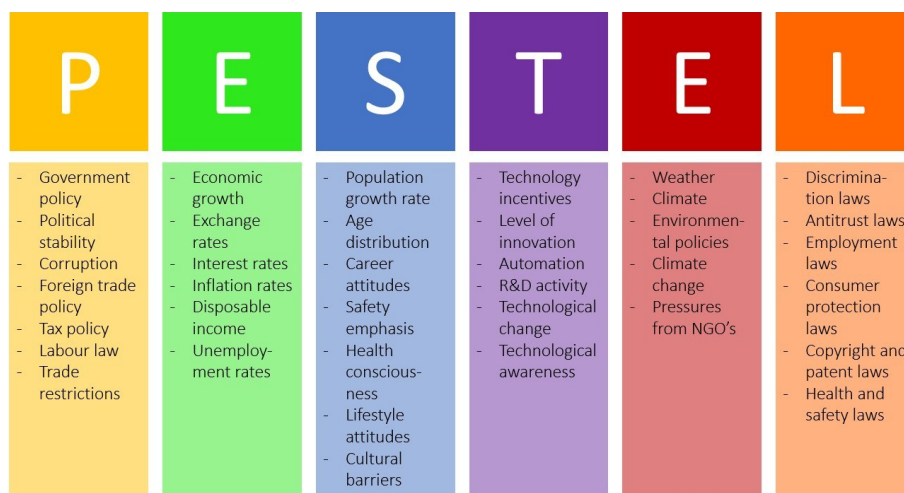 P
E
S
T
E
L
- Government
policy
- Political
stability
- Corruption
- Foreign trade
policy
- Tax policy
- Labour law
- Trade
restrictions
- Economic
growth
- Exchange
rates
- Interest rates
- Inflation rates
- Disposable
income
- Unemploy-
ment rates
- Population
growth rate
- Age
distribution
- Career
attitudes
- Safety
emphasis
- Health
conscious-
ness
- Lifestyle
attitudes
- Cultural
barriers
- Technology
incentives
- Level of
innovation
- Automation
- R&D activity
- Technological
change
- Technological
awareness
- Weather
- Climate
- Environmen-
tal policies
- Climate
change
- Pressures
from NGO's
- Discrimina-
tion laws
- Antitrust laws
- Employment
laws
- Consumer
protection
laws
- Copyright and
patent laws
- Health and
safety laws